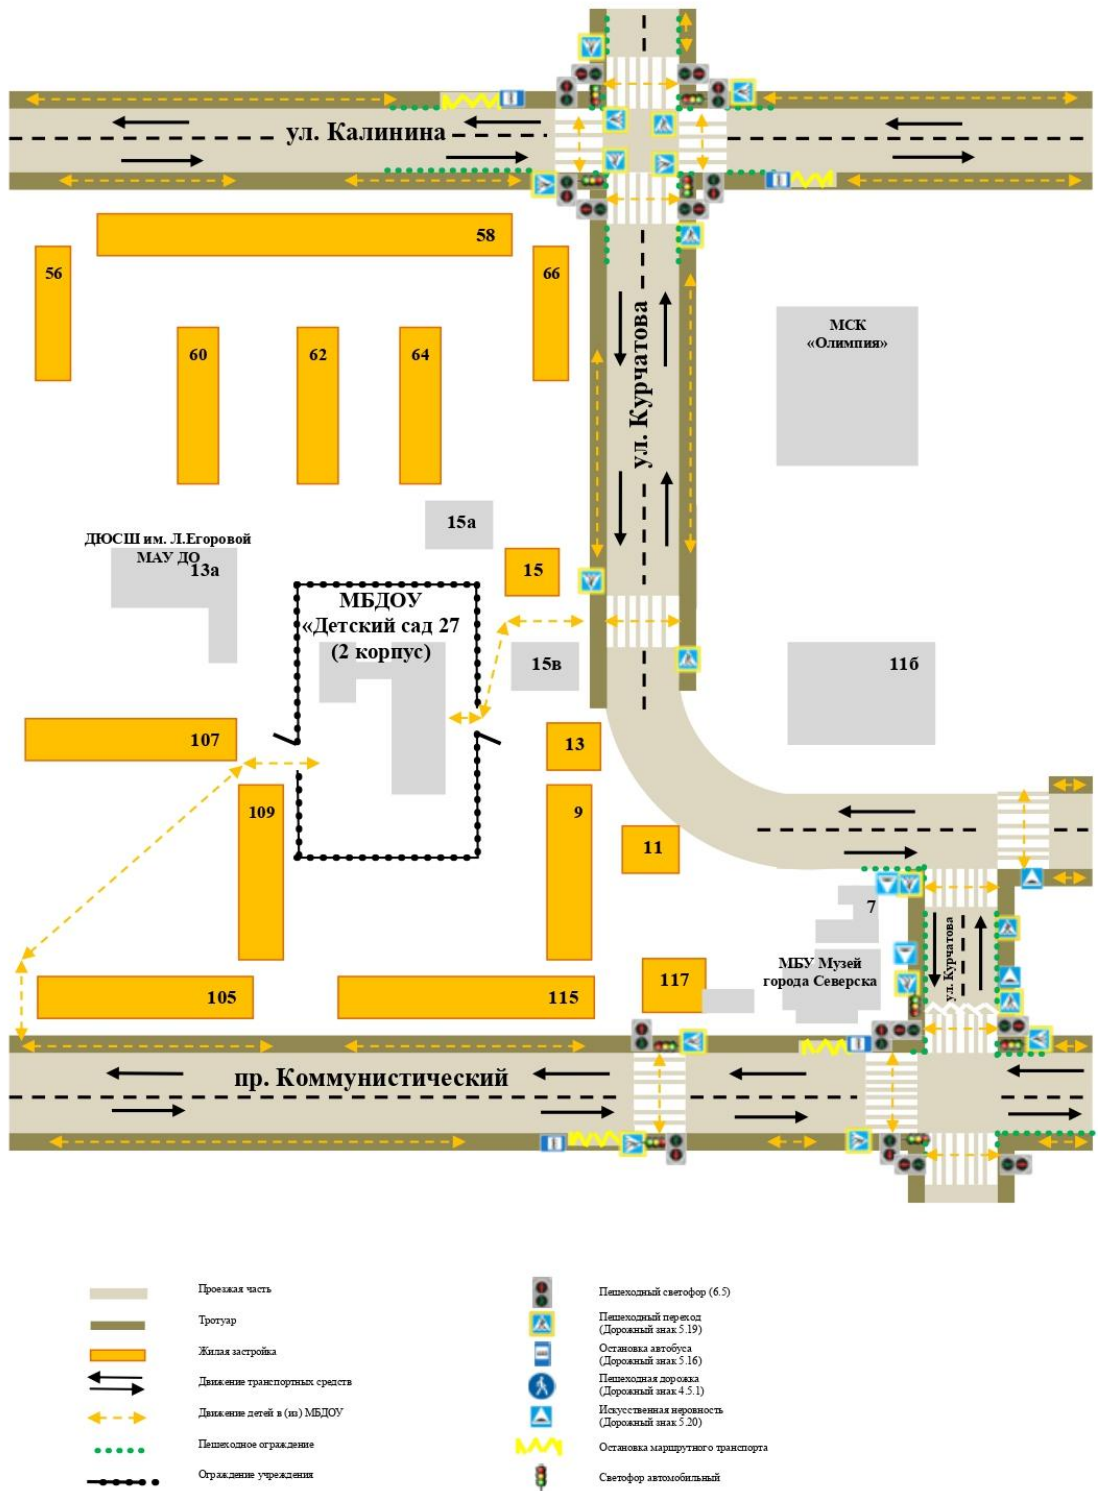 ул. Калинина
58
56
66
60
62
64
ул. Курчатова
МСК
«Олимпия»
15а
ДЮСШ им. Л.Егоровой
МАУ ДО
13а
15
МБДОУ
«Детский сад 27
(2 корпус)
15в
11б
107
13
109
9
11
7
МБУ Музей
города Северска
ул. Курчатова
105
115
117
пр. Коммунистический
Проезжая часть
Тротуар
Жилая застройка
Движение транспортных средств
Движение детей в (из) МБДОУ
Пешеходное ограждение
Ограждение учреждения
Пешеходный светофор (6.5)
Пешеходный переход
(Дорожный знак 5.19)
Остановка автобуса
(Дорожный знак 5.16)
Пешеходная дорожка
(Дорожный знак 4.5.1)
Искусственная неровность
(Дорожный знак 5.20)
Остановка маршрутного транспорта
Светофор автомобильный